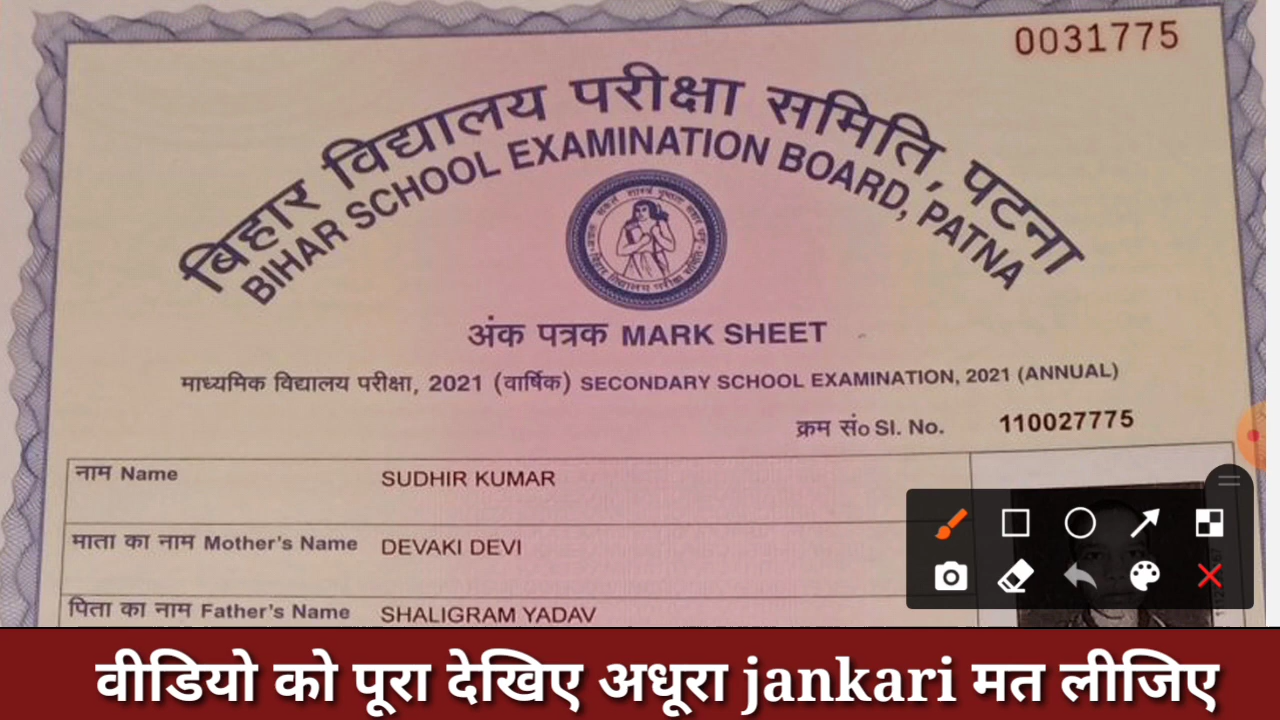 0031775
बिहार विद्यालय परीक्षा समिति, पटना
BIHAR SCHOOL EXAMINATION BOARD, PATNA
अंक पत्रक MARK SHEET
माध्यमिक विद्यालय परीक्षा, 2021 (वार्षिक) SECONDARY SCHOOL EXAMINATION, 2021 (ANNUAL)
क्रम सं० Sl. No. 110027775
नाम Name SUDHIR KUMAR
माता का नाम Mother's Name DEVAKI DEVI
पिता का नाम Father's Name SHALIGRAM YADAV
वीडियो को पूरा देखिए अधूरा jankari मत लीजिए